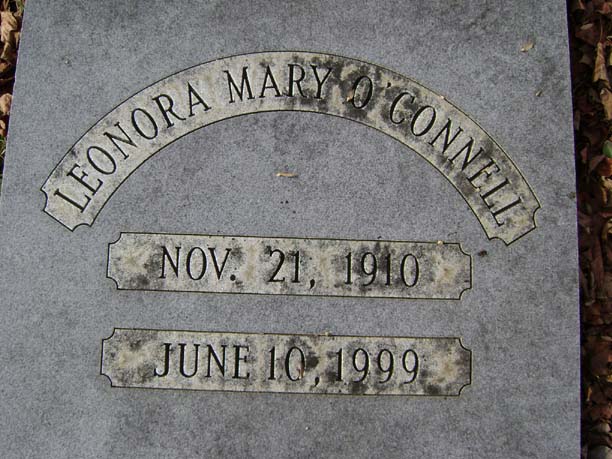 LEONORA MARY O'CONNELL
NOV. 21, 1910
JUNE 10, 1999